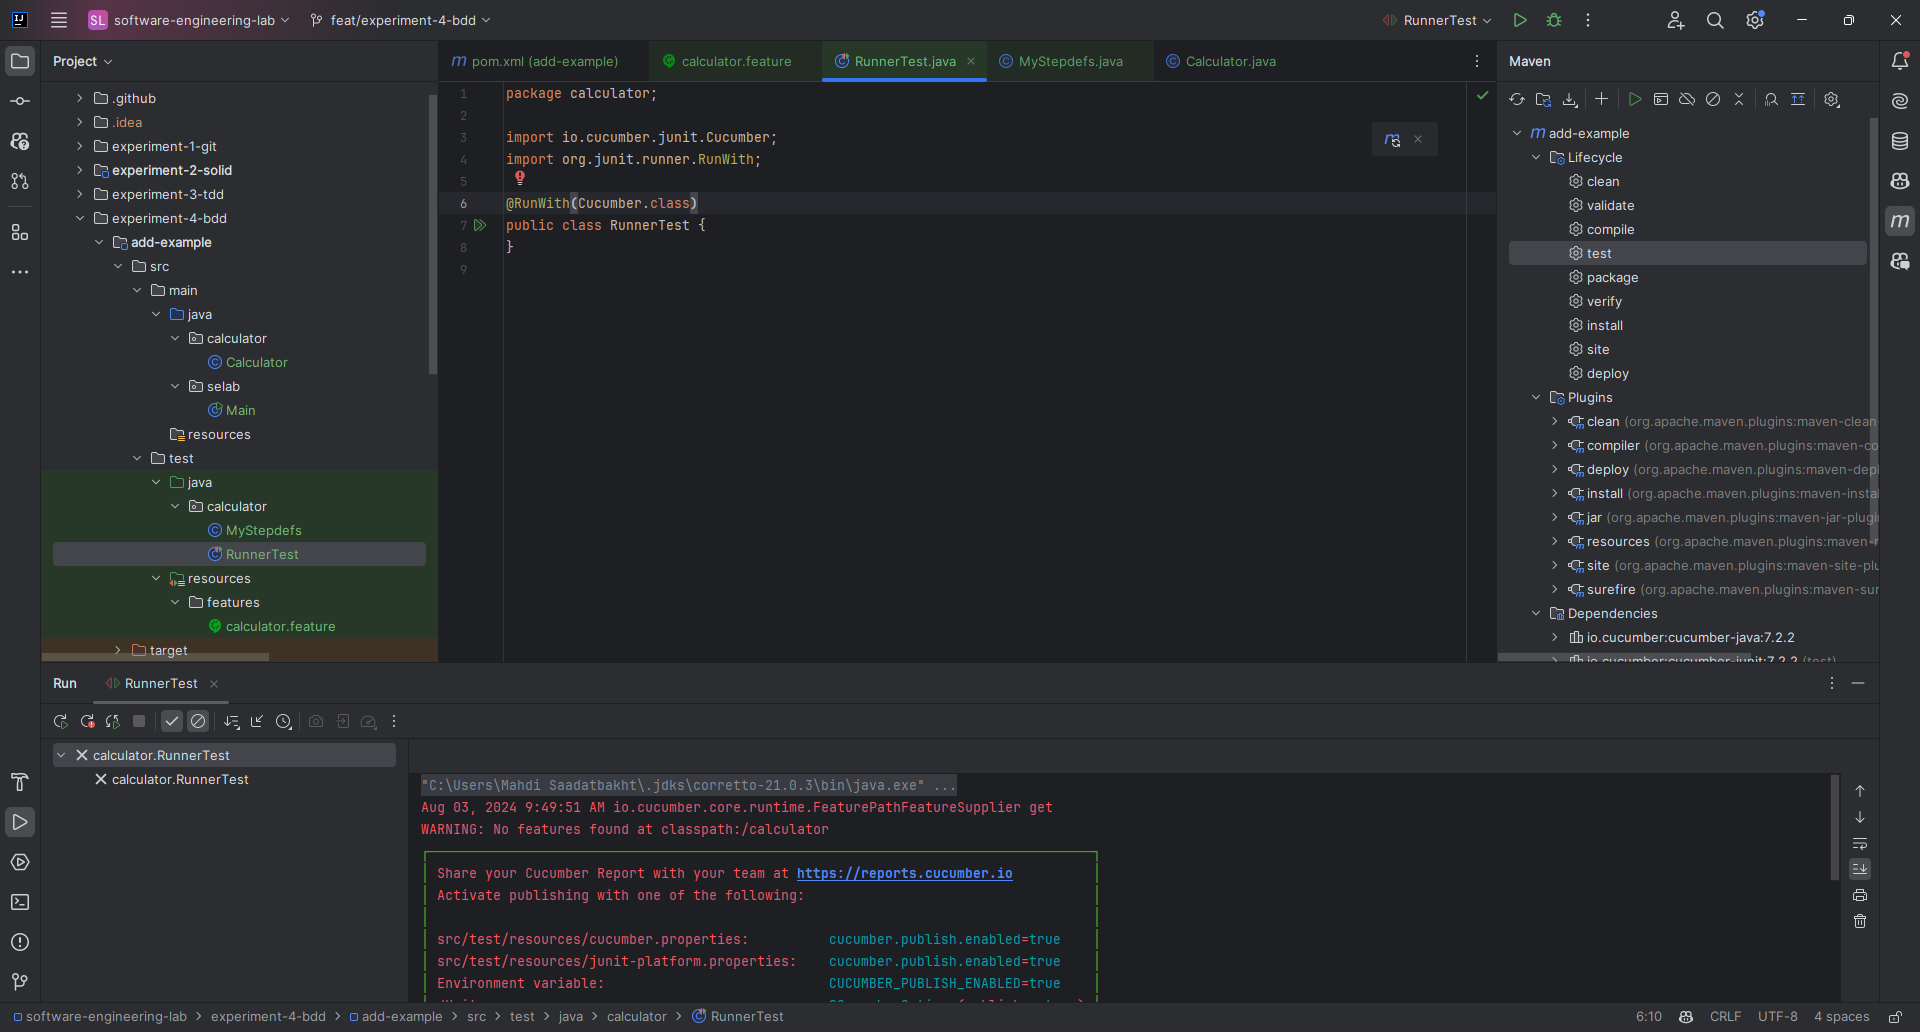 SL software-engineering-lab feat/experiment-4-bdd RunnerTest
Project
.github
.idea
experiment-1-git
experiment-2-solid
experiment-3-tdd
experiment-4-bdd
add-example
src
main
java
calculator
Calculator
selab
Main
resources
test
java
calculator
MyStepdefs
RunnerTest
resources
features
calculator.feature
target
pom.xml (add-example) calculator.feature RunnerTest.java MyStepdefs.java Calculator.java
1 package calculator;
2
3 import io.cucumber.junit.Cucumber;
4 import org.junit.runner.RunWith;
5
6 @RunWith(Cucumber.class)
7 public class RunnerTest {
8 }
9
Maven
add-example
Lifecycle
clean
validate
compile
test
package
verify
install
site
deploy
Plugins
clean (org.apache.maven.plugins:maven-clean
compiler (org.apache.maven.plugins:maven-co
deploy (org.apache.maven.plugins:maven-depl
install (org.apache.maven.plugins:maven-instal
jar (org.apache.maven.plugins:maven-jar-plugi
resources (org.apache.maven.plugins:maven-r
site (org.apache.maven.plugins:maven-site-plu
surefire (org.apache.maven.plugins:maven-sur
Dependencies
io.cucumber:cucumber-java:7.2.2
io.cucumber:cucumber-junit:7.2.2 (test)
Run RunnerTest
calculator.RunnerTest
calculator.RunnerTest
"C:\Users\Mahdi Saadatbakht\.jdks\corretto-21.0.3\bin\java.exe" ...
Aug 03, 2024 9:49:51 AM io.cucumber.core.runtime.FeaturePathFeatureSupplier get
WARNING: No features found at classpath:/calculator
Share your Cucumber Report with your team at https://reports.cucumber.io
Activate publishing with one of the following:
src/test/resources/cucumber.properties: cucumber.publish.enabled=true
src/test/resources/junit-platform.properties: cucumber.publish.enabled=true
Environment variable: CUCUMBER_PUBLISH_ENABLED=true
software-engineering-lab > experiment-4-bdd > add-example > src > test > java > calculator > RunnerTest 6:10 CRLF UTF-8 4 spaces